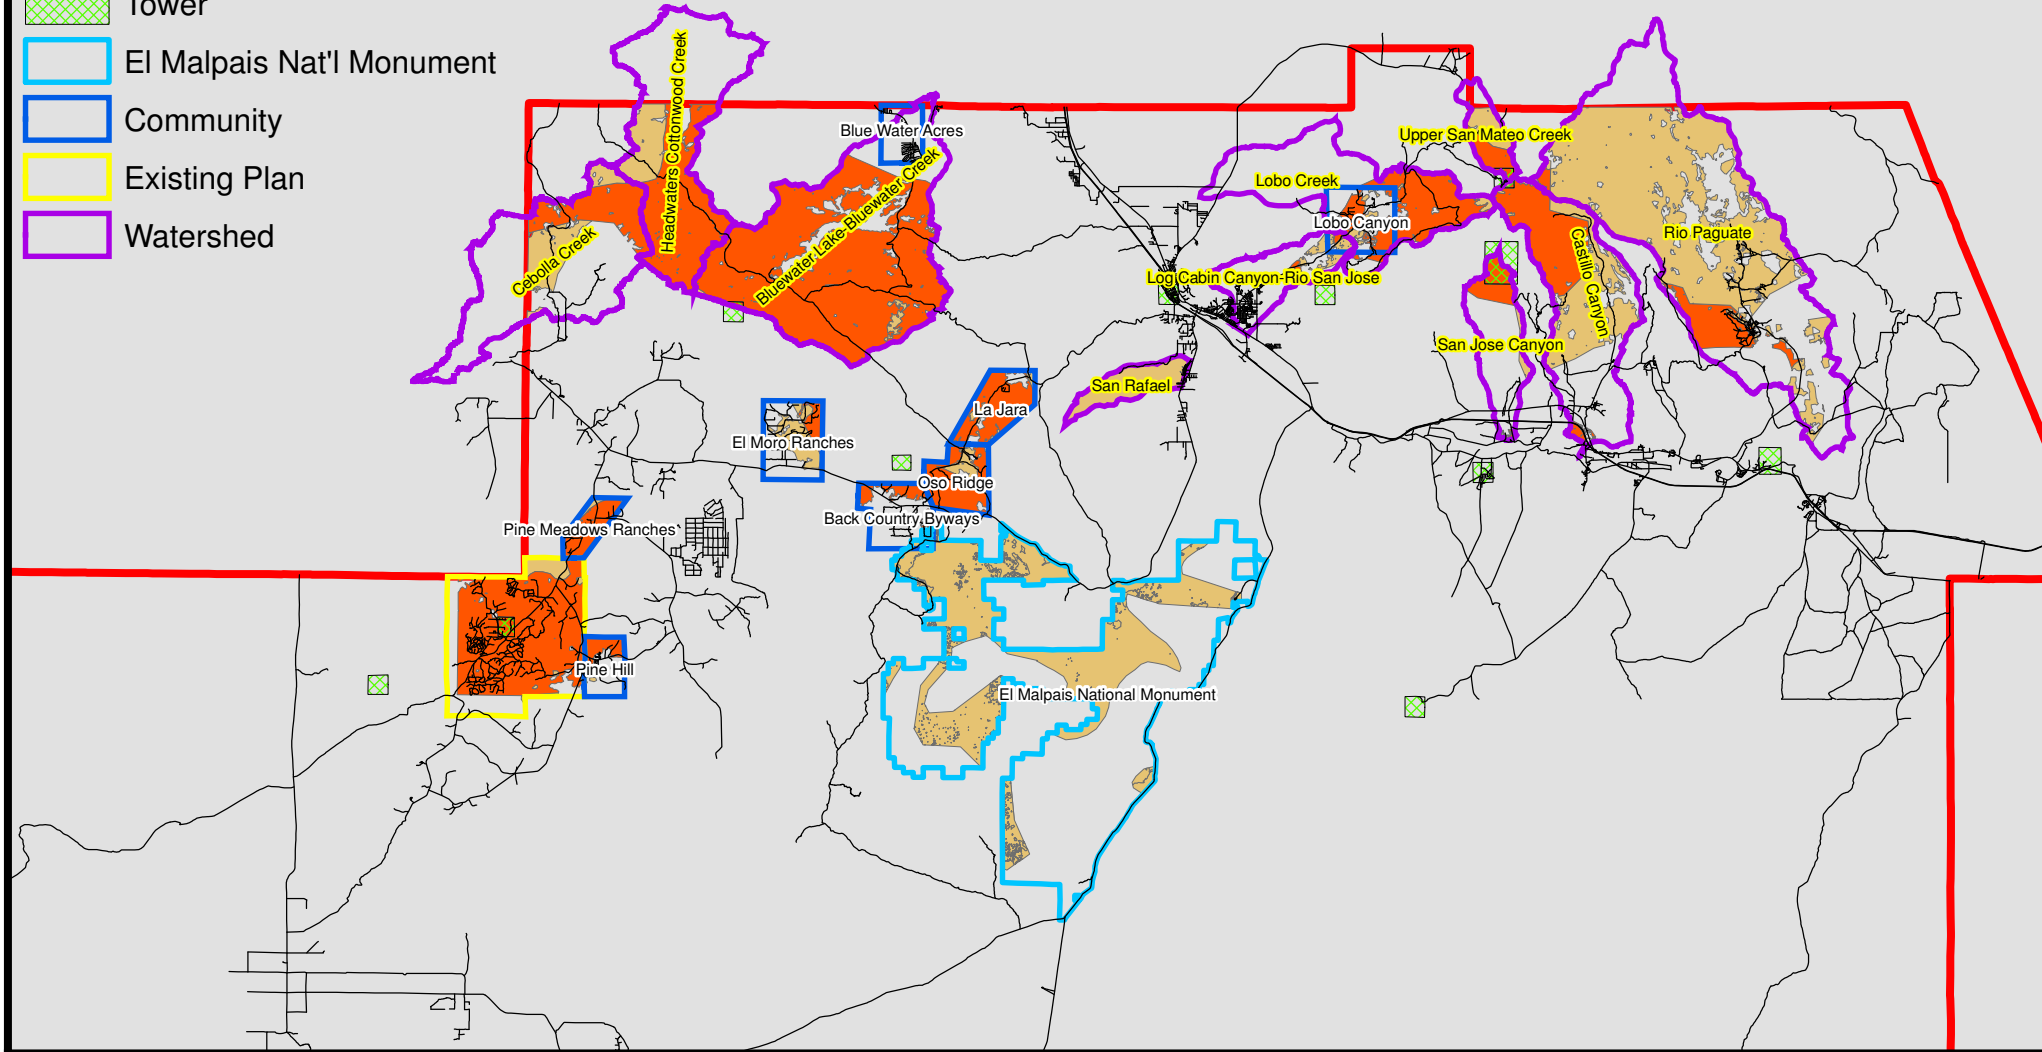 Tower
El Malpais Nat'l Monument
Community
Existing Plan
Watershed
Headwaters Cottonwood Creek
Blue Water Acres
Bluewater Lake-Bluewater Creek
Cebolla Creek
Upper San Mateo Creek
Lobo Creek
Lobo Canyon
Rio Paguate
Castillo Canyon
Log Cabin Canyon-Rio San Jose
San Jose Canyon
San Rafael
La Jara
El Moro Ranches
Oso Ridge
Back Country Byways
Pine Meadows Ranches
Pine Hill
El Malpais National Monument